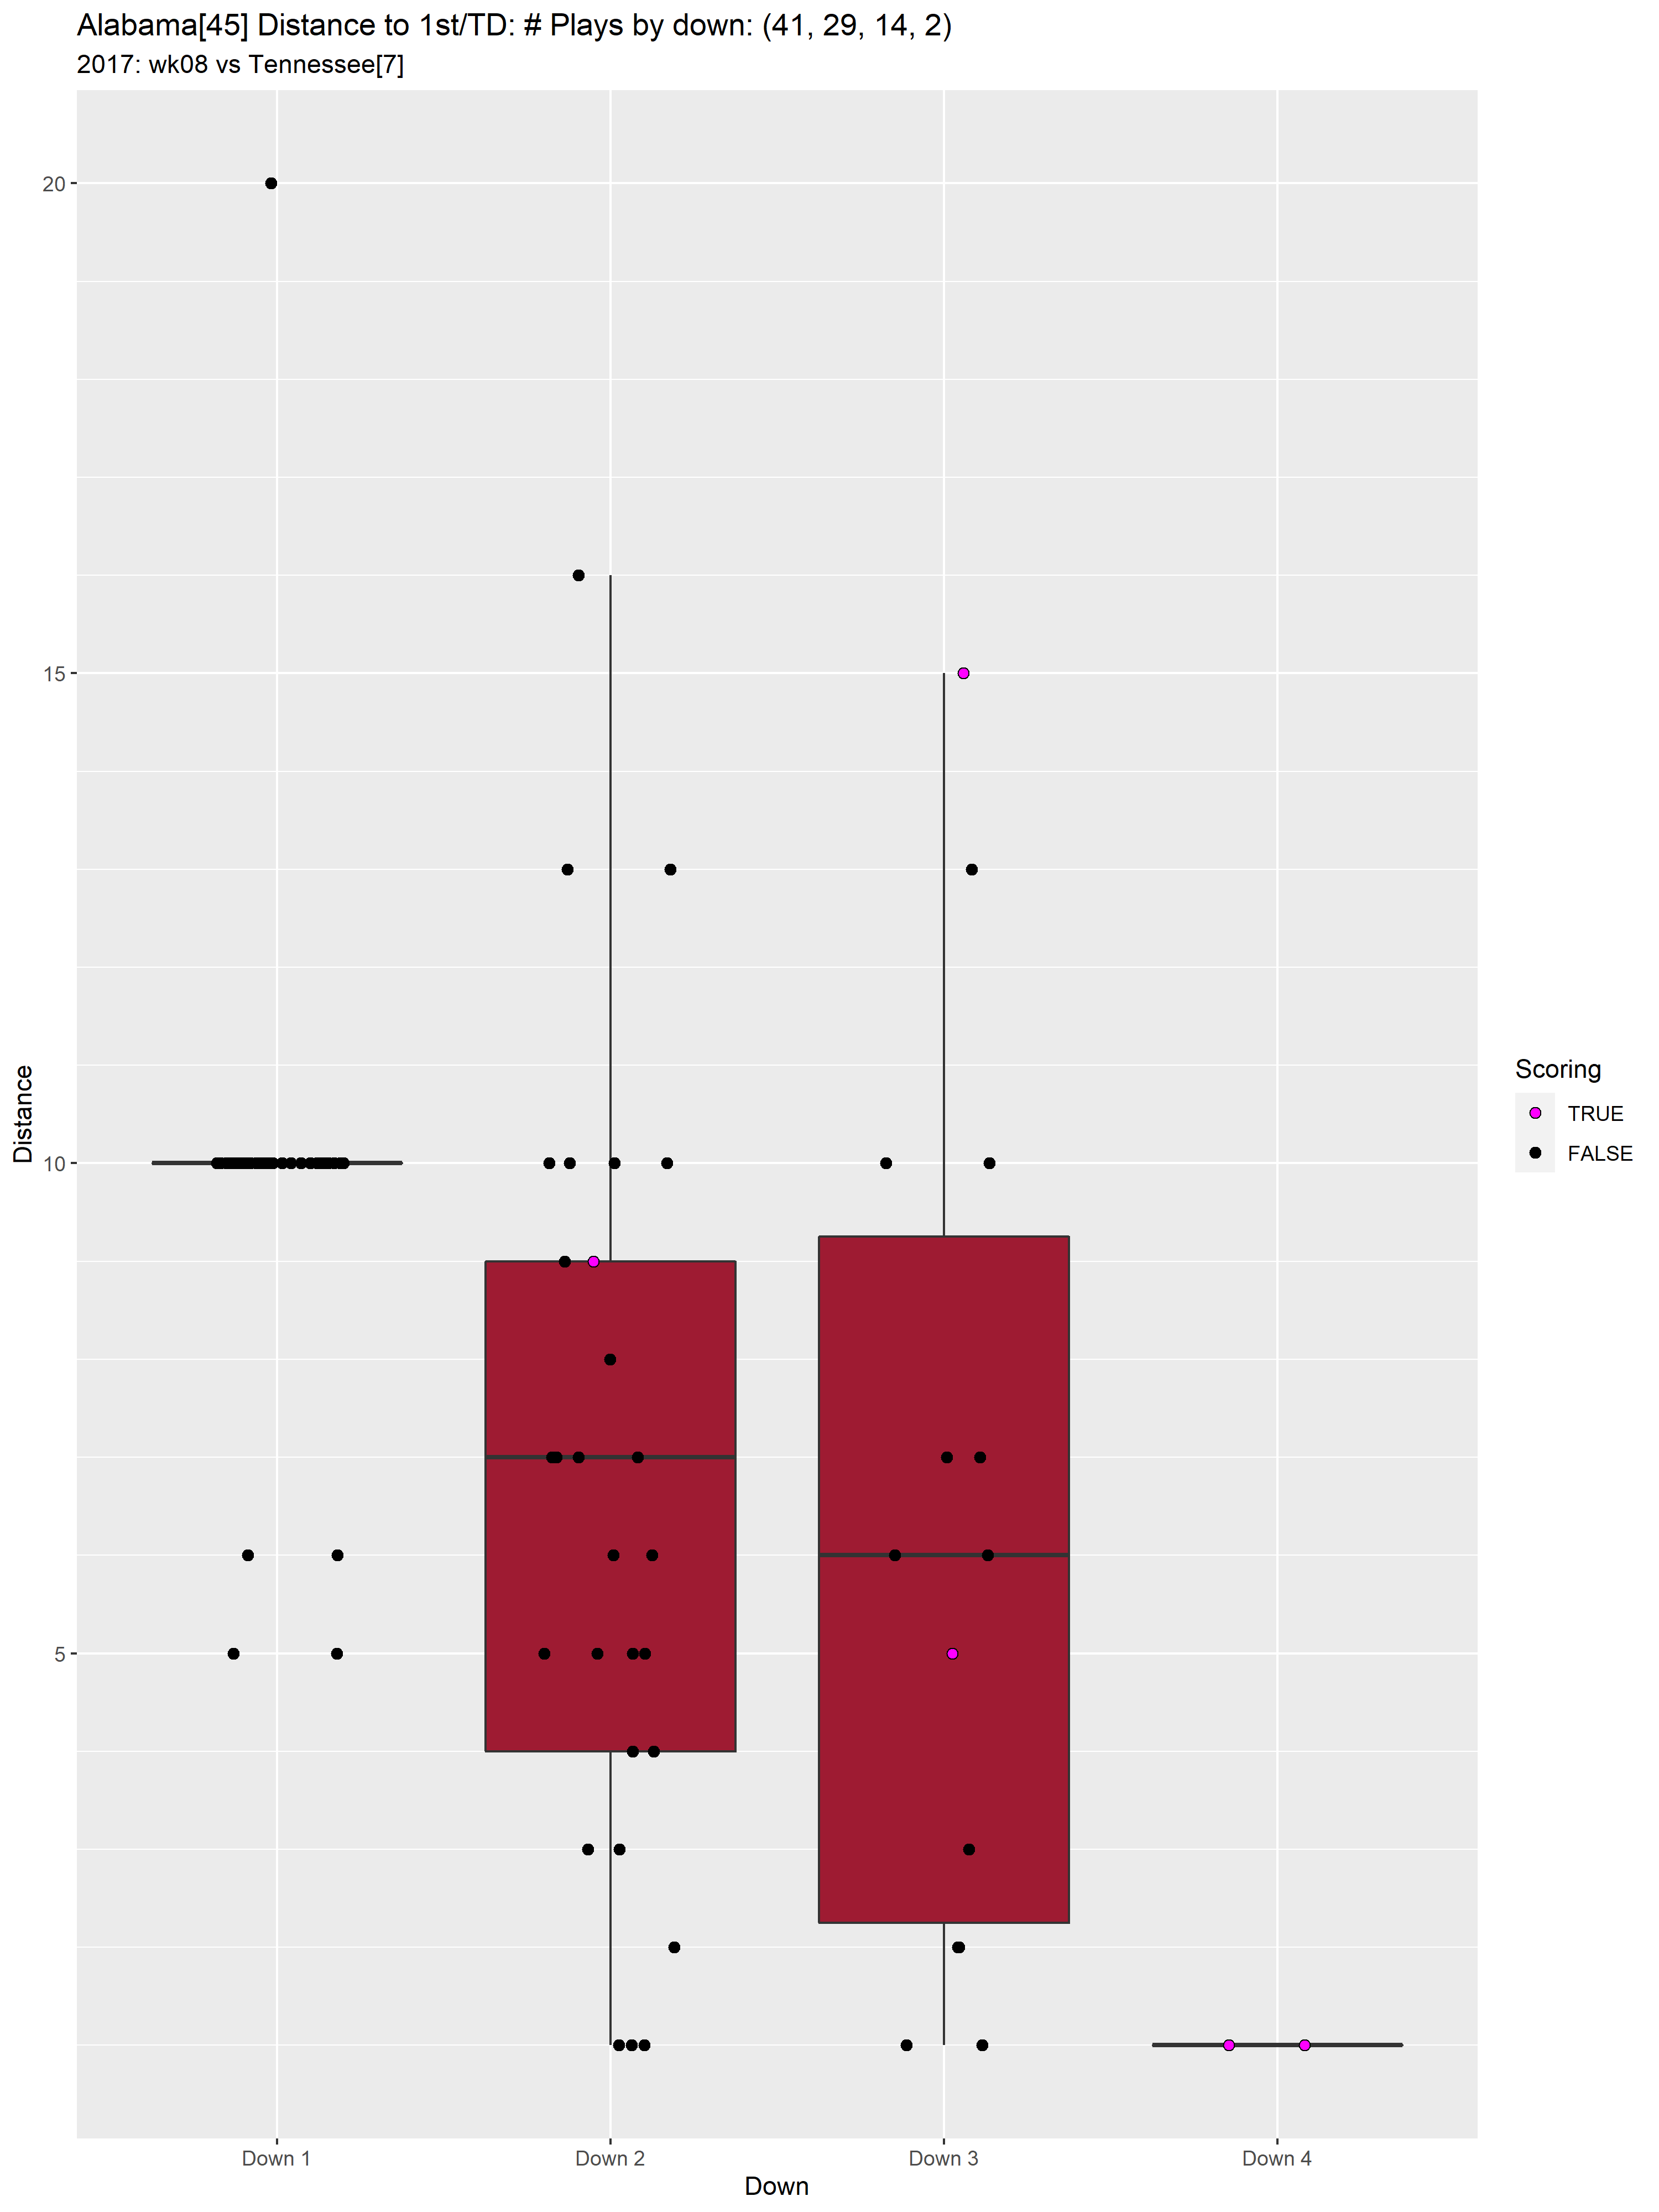 Alabama[45] Distance to 1st/TD: # Plays by down: (41, 29, 14, 2)
2017: wk08 vs Tennessee[7]
20
15
10
5
Distance
Down 1
Down 2
Down 3
Down 4
Down
Scoring
TRUE
FALSE